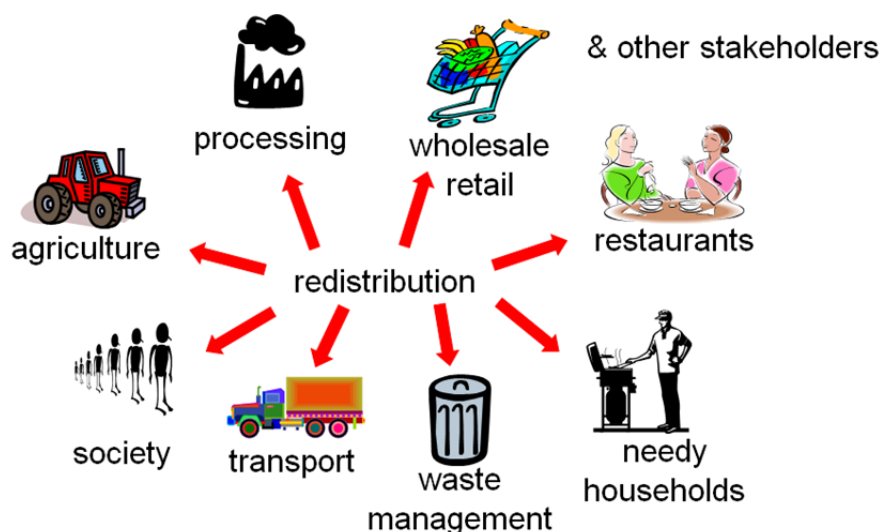 & other stakeholders
processing
wholesale
retail
agriculture
restaurants
redistribution
society
transport
waste
management
needy
households